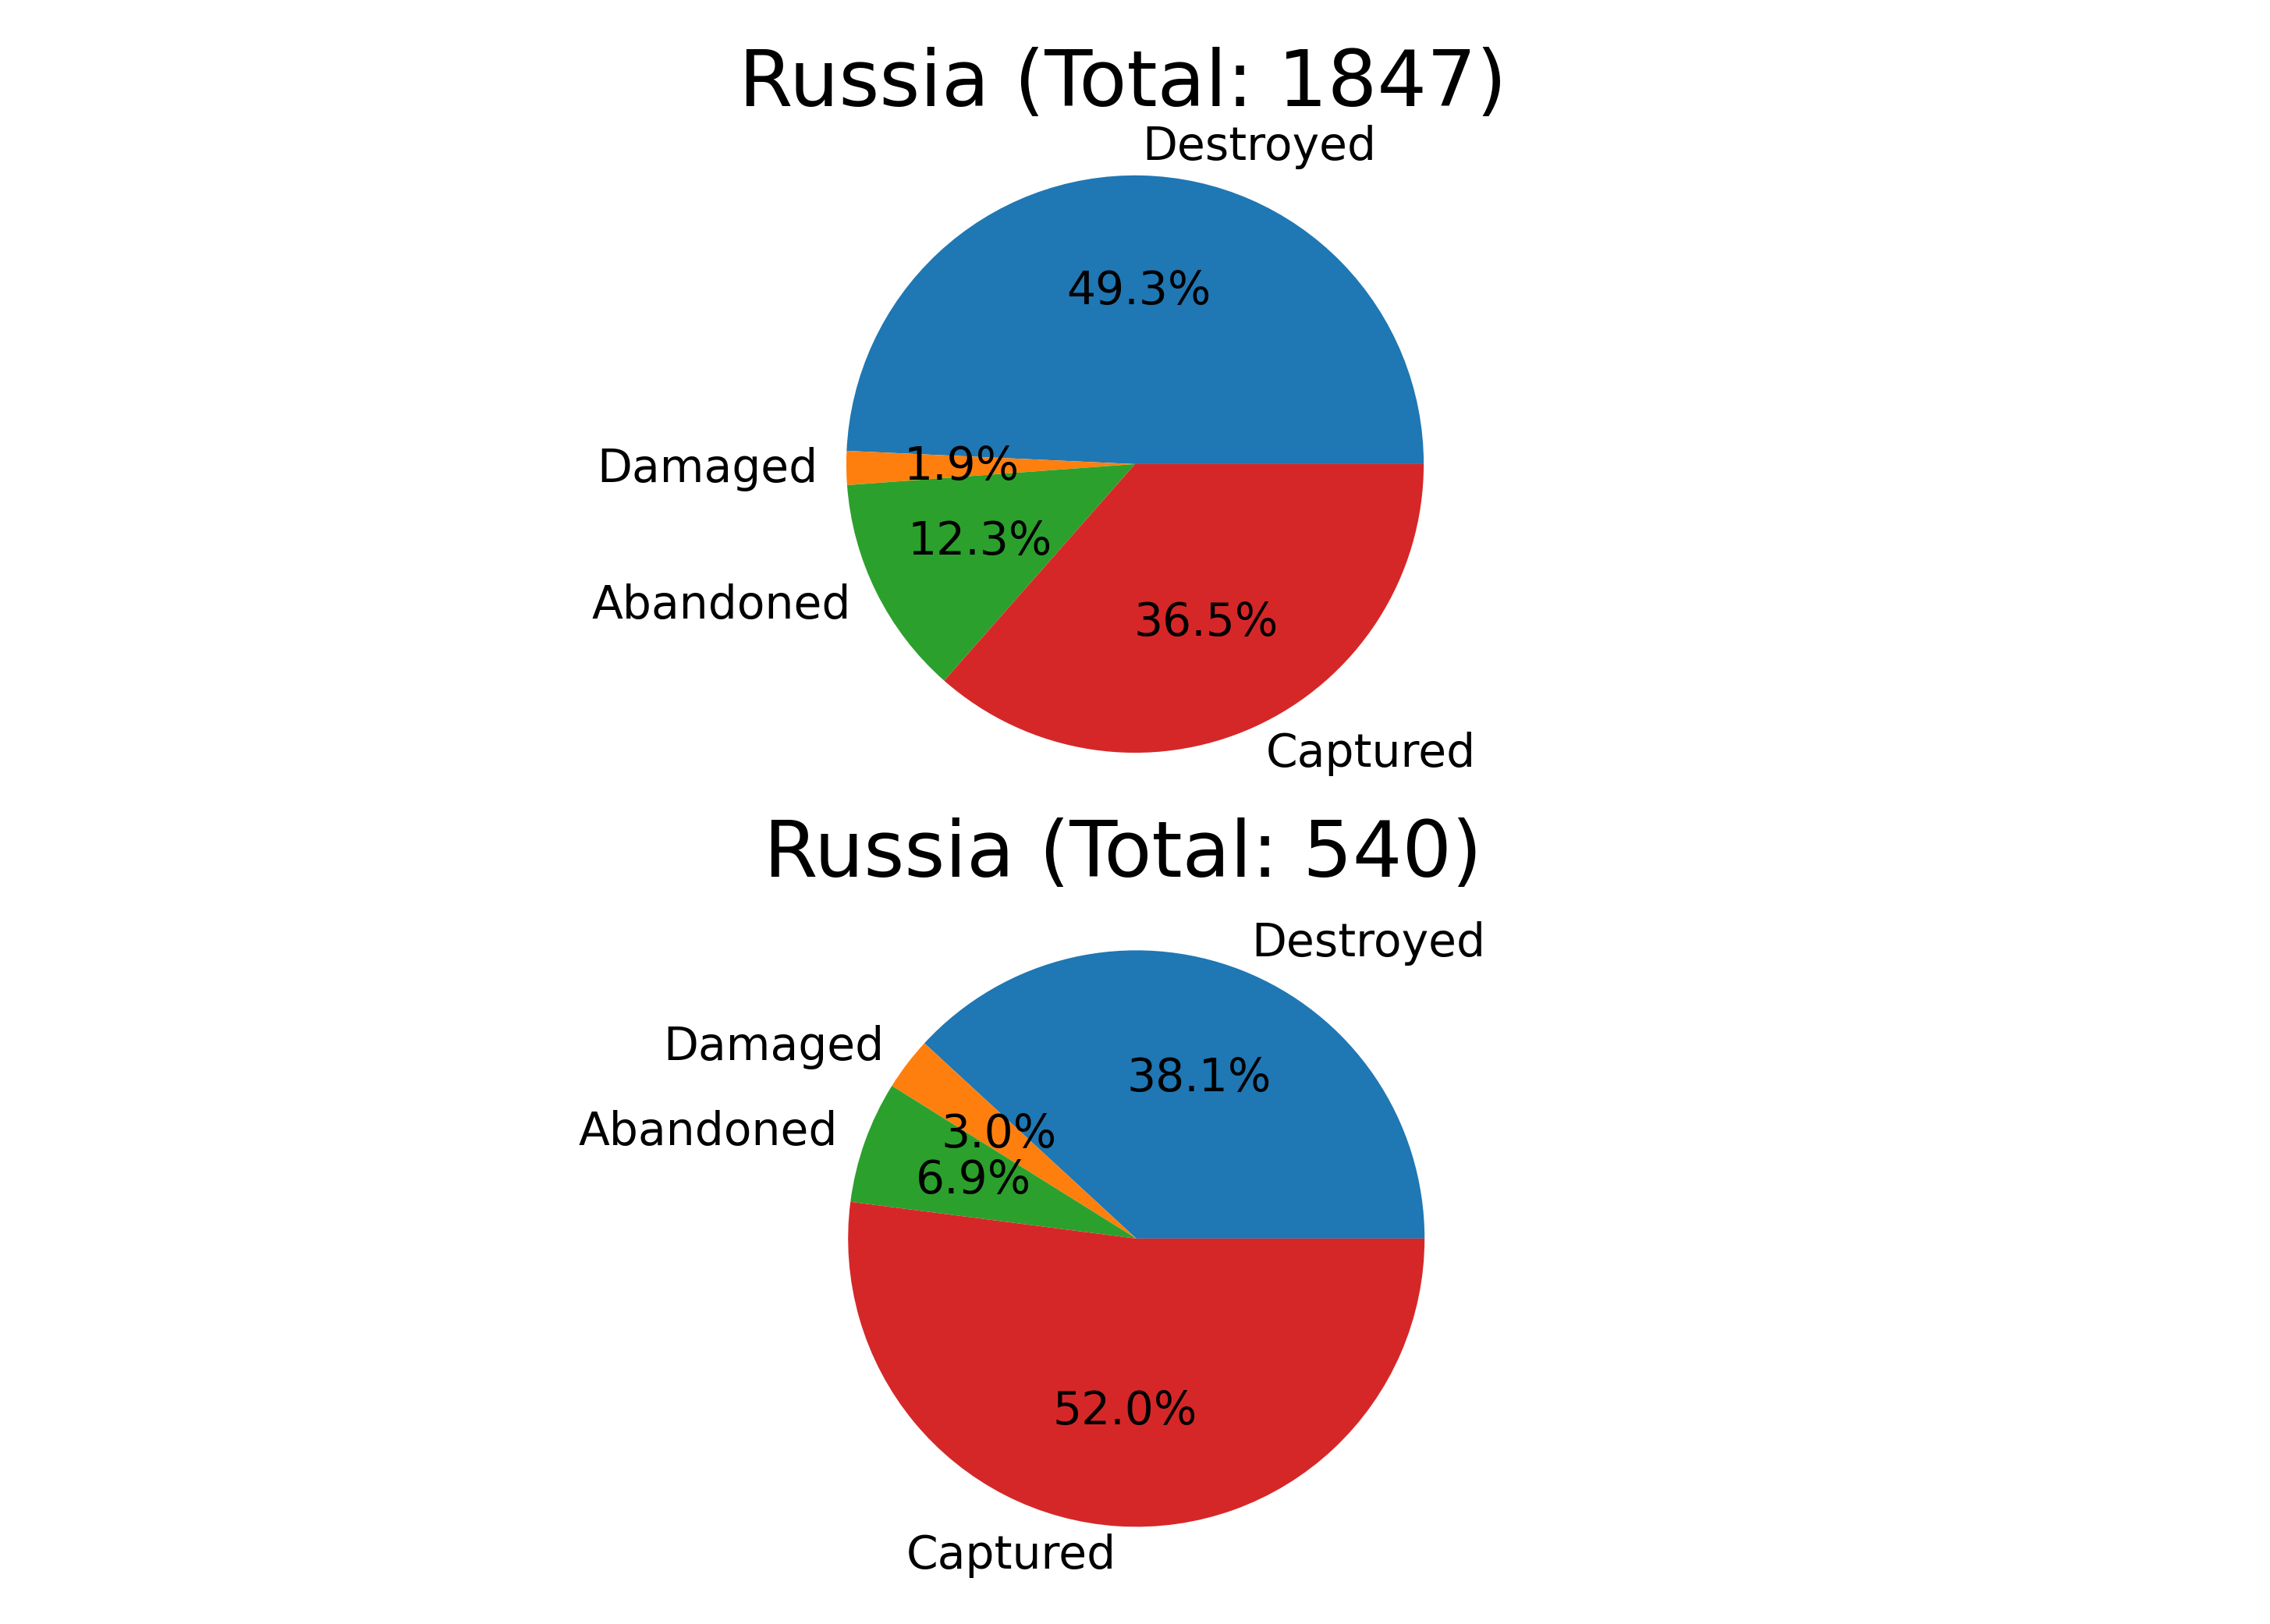 Russia (Total: 1847)
Destroyed
49.3%
Damaged
1.9%
12.3%
Abandoned
36.5%
Captured
Russia (Total: 540)
Destroyed
Damaged
38.1%
Abandoned
3.0%
6.9%
52.0%
Captured